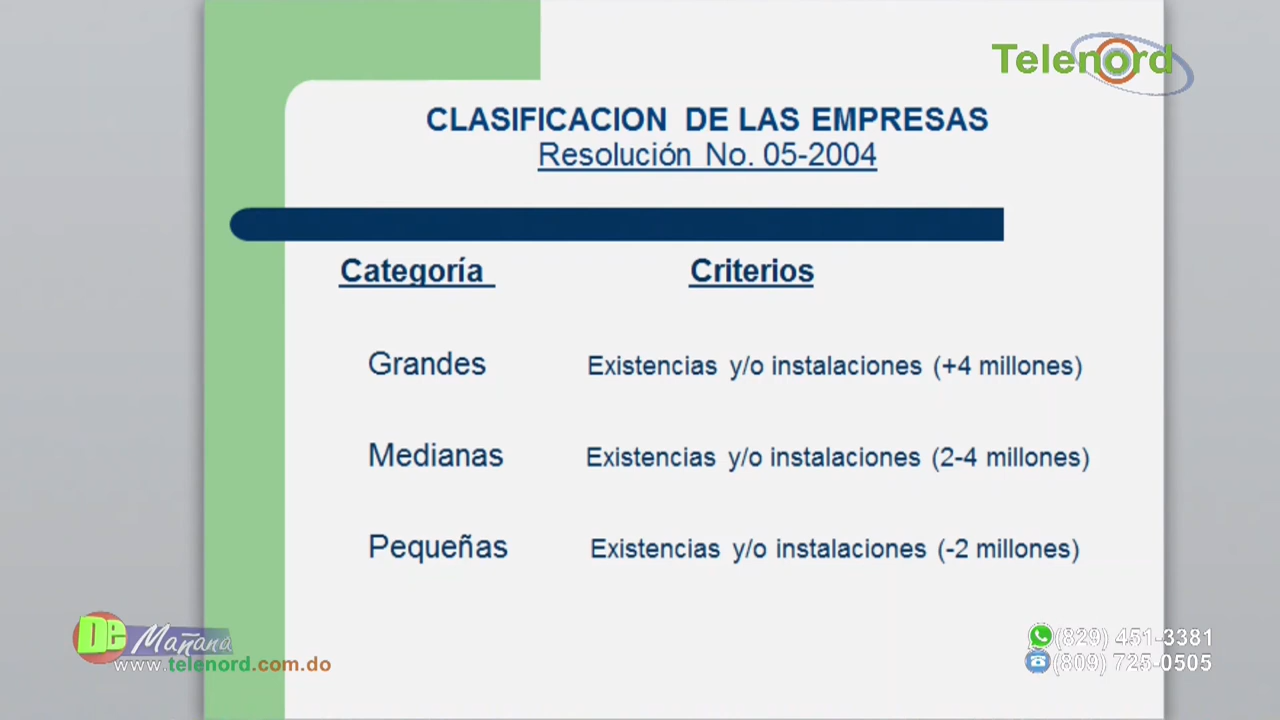 Telenord
CLASIFICACION DE LAS EMPRESAS
Resolución No. 05-2004
Categoría Criterios
Grandes Existencias y/o instalaciones (+4 millones)
Medianas Existencias y/o instalaciones (2-4 millones)
Pequeñas Existencias y/o instalaciones (-2 millones)
De Mañana
www.telenord.com.do
(829) 451-3381
(809) 725-0505